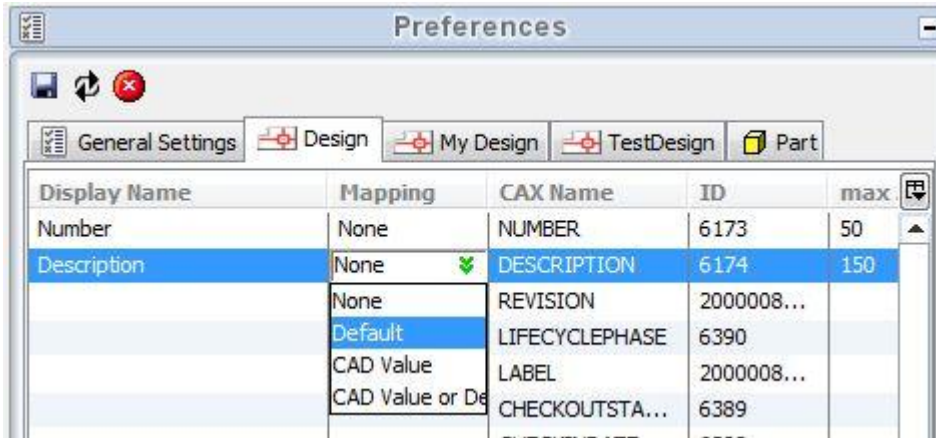 Preferences
General Settings Design My Design TestDesign Part
Display Name Mapping CAX Name ID max
Number None NUMBER 6173 50
Description None DESCRIPTION 6174 150
None REVISION 2000008...
Default LIFECYCLEPHASE 6390
CAD Value LABEL 2000008...
CAD Value or De CHECKOUTSTA... 6389